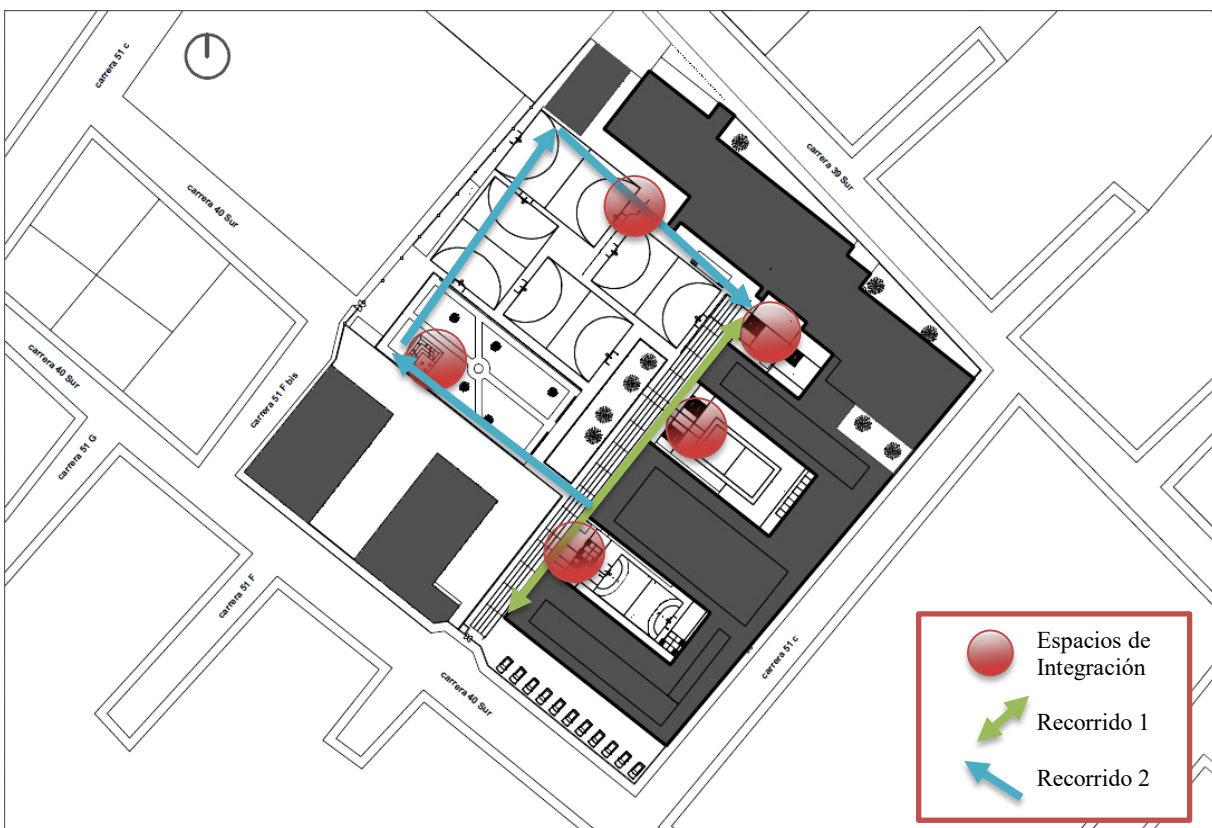 carrera 51 c
carrera 40 Sur
carrera 39 Sur
carrera 40 Sur
carrera 51 F bis
carrera 51 G
carrera 51 F
carrera 40 Sur
carrera 51 c
Espacios de
Integración
Recorrido 1
Recorrido 2